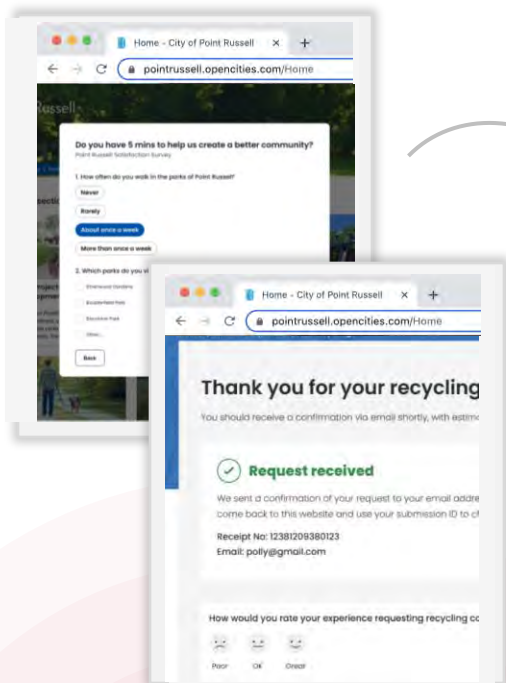 Home - City of Point Russell × +
pointrussell.opencities.com/Home
Russell
Do you have 5 mins to help us create a better community?
Point Russell Satisfaction Survey
1. How often do you walk in the parks of Point Russell?
Never
Rarely
About once a week
More than once a week
2. Which parks do you vi
Other...
Back
Home - City of Point Russell × +
pointrussell.opencities.com/Home
Thank you for your recycling
You should receive a confirmation via email shortly, with estima
Request received
We sent a confirmation of your request to your email addre
come back to this website and use your submission ID to ch
Receipt No: 12381209380123
Email: polly@gmail.com
How would you rate your experience requesting recycling co
Poor OK Great